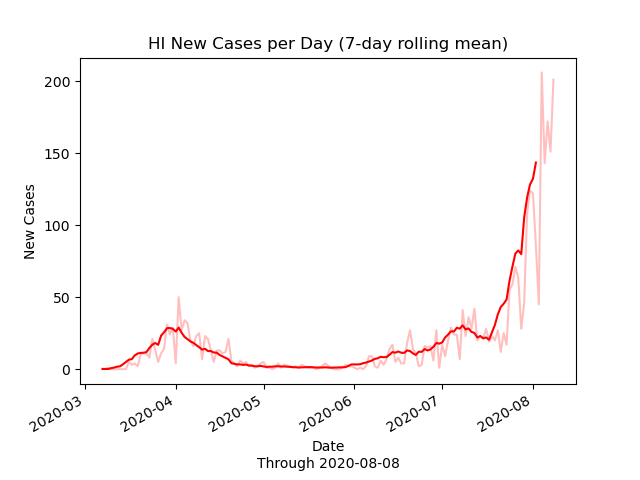 HI New Cases per Day (7-day rolling mean)
200
150
100
50
0
New Cases
2020-03
2020-04
2020-05
2020-06
2020-07
2020-08
Date
Through 2020-08-08